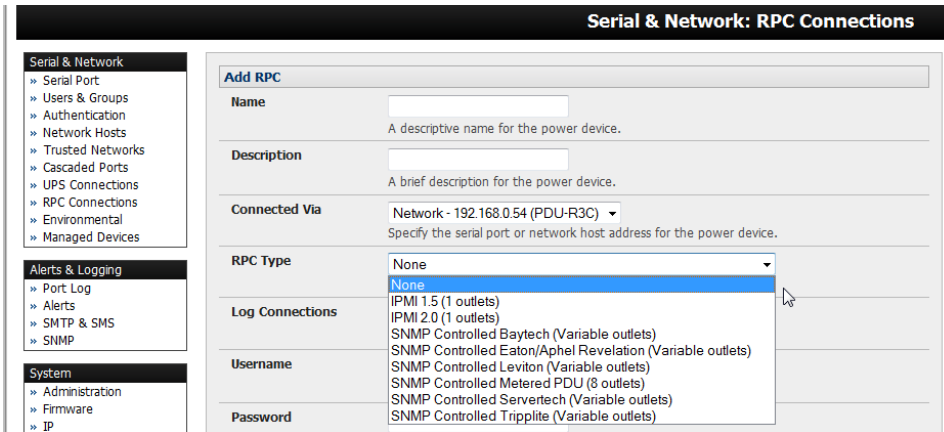 Serial & Network: RPC Connections
Serial & Network
» Serial Port
» Users & Groups
» Authentication
» Network Hosts
» Trusted Networks
» Cascaded Ports
» UPS Connections
» RPC Connections
» Environmental
» Managed Devices
Alerts & Logging
» Port Log
» Alerts
» SMTP & SMS
» SNMP
System
» Administration
» Firmware
» IP
Add RPC
Name
A descriptive name for the power device.
Description
A brief description for the power device.
Connected Via
Network - 192.168.0.54 (PDU-R3C)
Specify the serial port or network host address for the power device.
RPC Type
None
None
IPMI 1.5 (1 outlets)
IPMI 2.0 (1 outlets)
SNMP Controlled Baytech (Variable outlets)
SNMP Controlled Eaton/Aphel Revelation (Variable outlets)
SNMP Controlled Leviton (Variable outlets)
SNMP Controlled Metered PDU (8 outlets)
SNMP Controlled Servertech (Variable outlets)
SNMP Controlled Tripplite (Variable outlets)
Log Connections
Username
Password